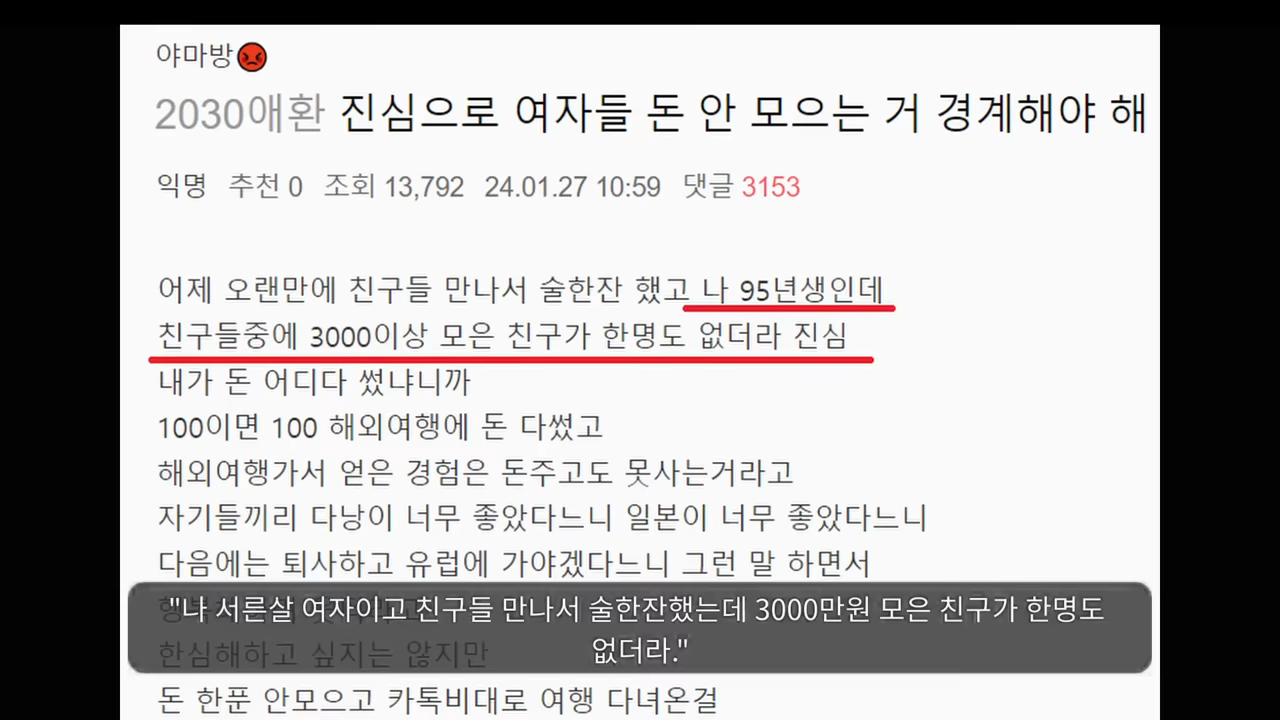 야마방😡
2030애환 진심으로 여자들 돈 안 모으는 거 경계해야 해
익명 추천 0 조회 13,792 24.01.27 10:59 댓글 3153
어제 오랜만에 친구들 만나서 술한잔 했고 나 95년생인데
친구들중에 3000이상 모은 친구가 한명도 없더라 진심
내가 돈 어디다 썼냐니까
100이면 100 해외여행에 돈 다썼고
해외여행가서 얻은 경험은 돈주고도 못사는거라고
자기들끼리 다낭이 너무 좋았다느니 일본이 너무 좋았다느니
다음에는 퇴사하고 유럽에 가야겠다느니 그런 말 하면서
"냐 서른살 여자이고 친구들 만나서 술한잔했는데 3000만원 모은 친구가 한명도
없더라."
한심해하고 싶지는 않지만
돈 한푼 안모으고 카톡비대로 여행 다녀온걸